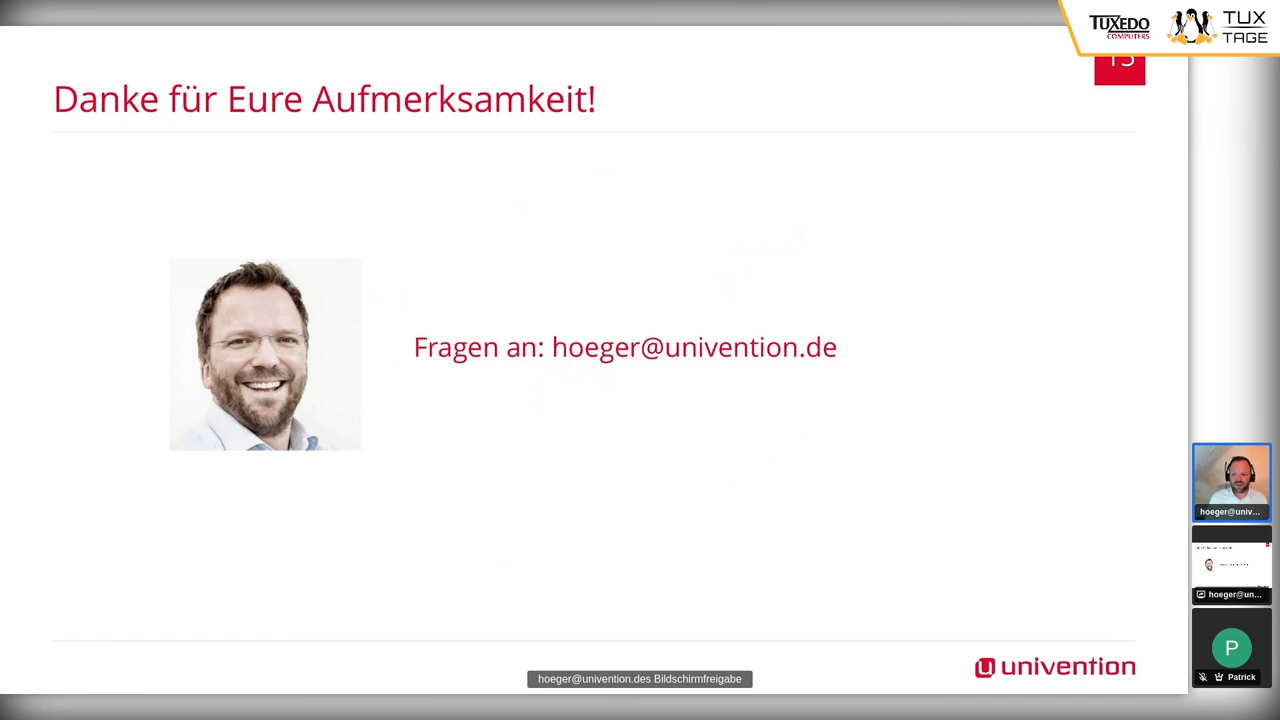 TUXEDO
COMPUTERS
TUX
TAGE
Danke für Eure Aufmerksamkeit!
Fragen an: hoeger@univention.de
hoeger@univ...
hoeger@un...
P
Patrick
univention
hoeger@univention.des Bildschirmfreigabe